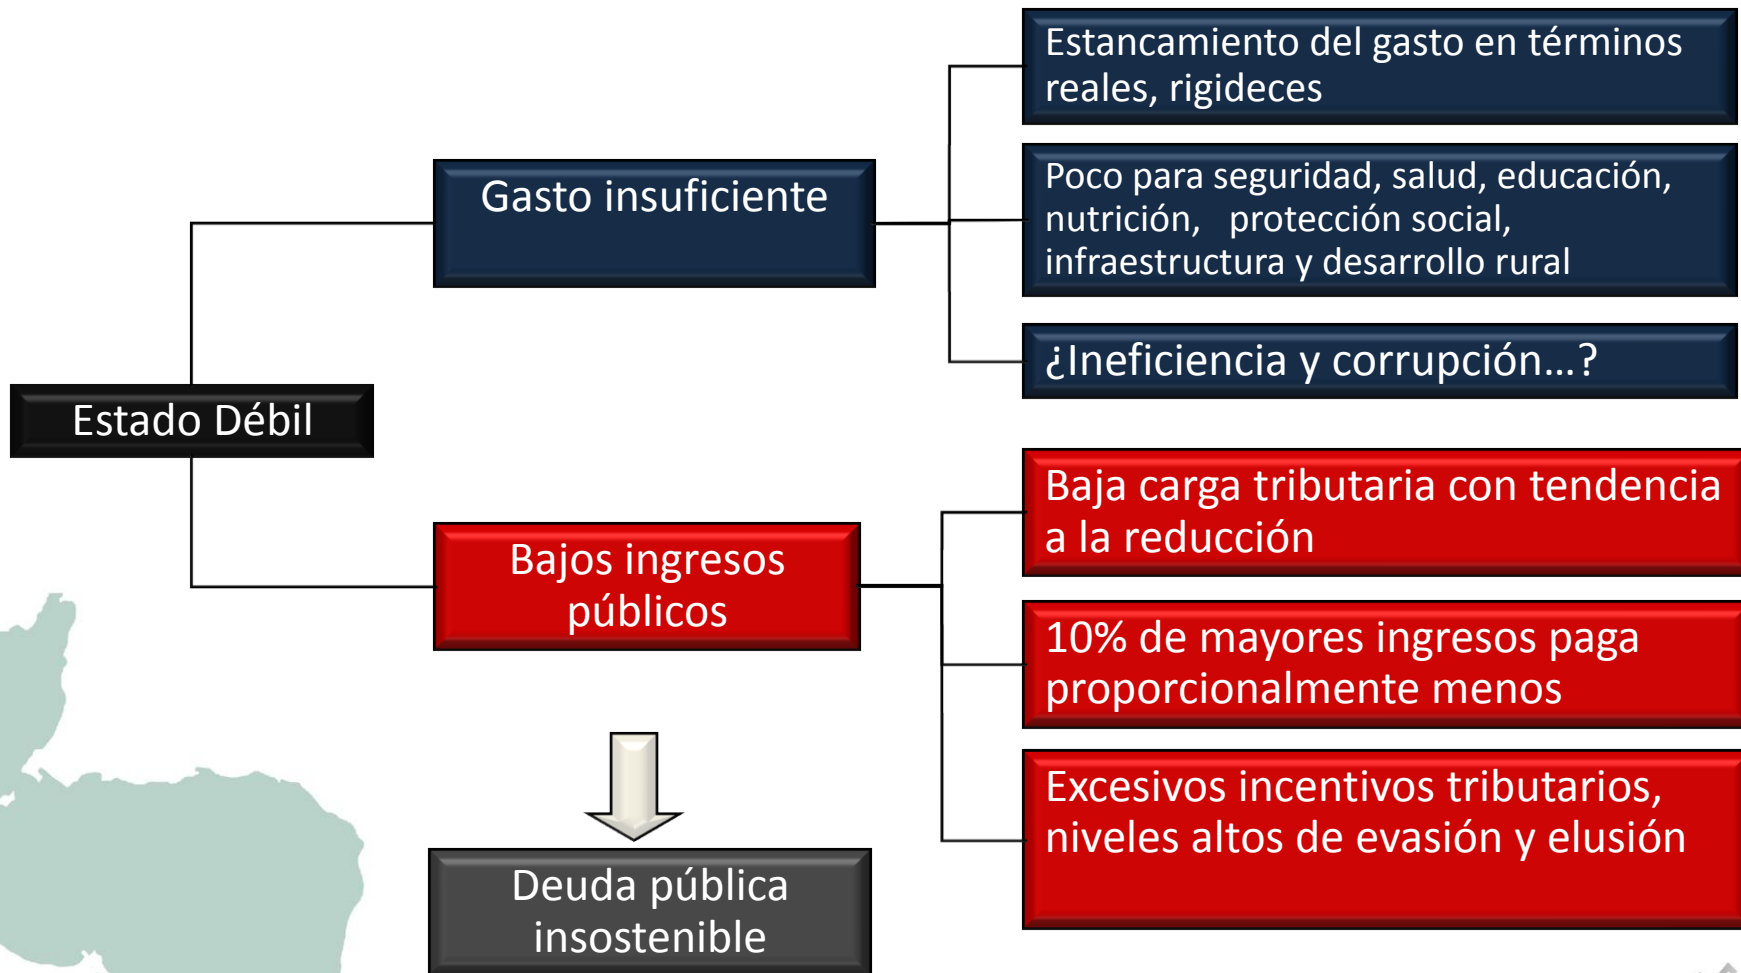 Estancamiento del gasto en términos
reales, rigideces
Gasto insuficiente
Poco para seguridad, salud, educación,
nutrición, protección social,
infraestructura y desarrollo rural
¿Ineficiencia y corrupción...?
Estado Débil
Baja carga tributaria con tendencia
a la reducción
Bajos ingresos
públicos
10% de mayores ingresos paga
proporcionalmente menos
Excesivos incentivos tributarios,
niveles altos de evasión y elusión
Deuda pública
insostenible